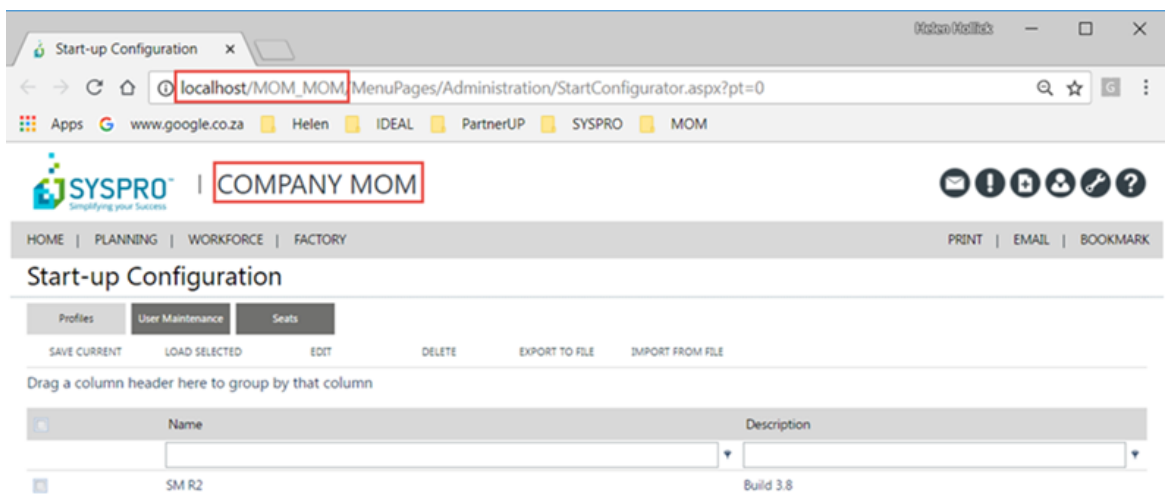 Helen Hollick
Start-up Configuration
localhost/MOM_MOM/MenuPages/Administration/StartConfigurator.aspx?pt=0
G
Apps G www.google.co.za Helen IDEAL PartnerUP SYSPRO MOM
SYSPRO™ | COMPANY MOM
Simplifying your Success
HOME | PLANNING | WORKFORCE | FACTORY PRINT | EMAIL | BOOKMARK
Start-up Configuration
Profiles User Maintenance Seats
SAVE CURRENT LOAD SELECTED EDIT DELETE EXPORT TO FILE IMPORT FROM FILE
Drag a column header here to group by that column
Name Description
SM R2 Build 3.8